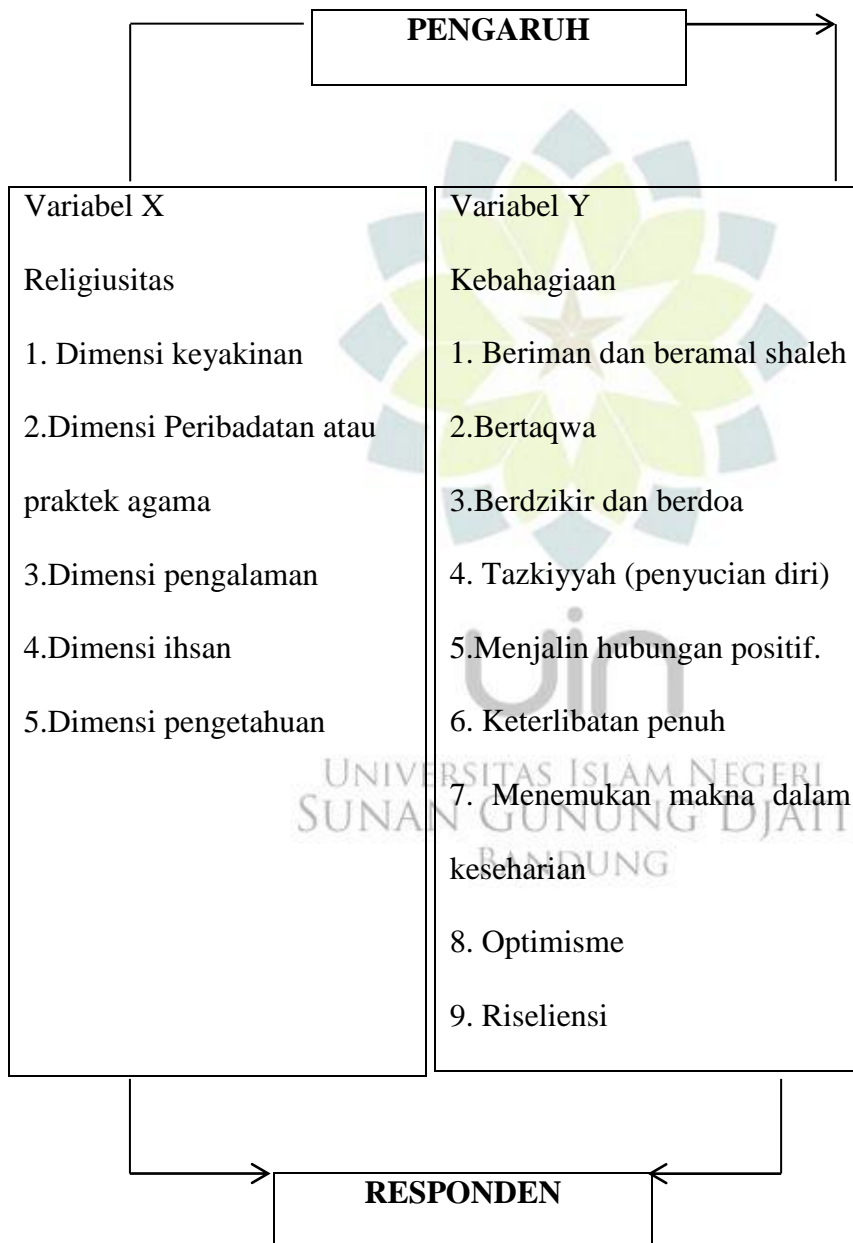 PENGARUH
Variabel X
Religiusitas
1. Dimensi keyakinan
2.Dimensi Peribadatan atau
praktek agama
3.Dimensi pengalaman
4.Dimensi ihsan
5.Dimensi pengetahuan
Variabel Y
Kebahagiaan
1. Beriman dan beramal shaleh
2.Bertaqwa
3.Berdzikir dan berdoa
4. Tazkiyyah (penyucian diri)
5.Menjalin hubungan positif.
6. Keterlibatan penuh
7. Menemukan makna dalam
keseharian
8. Optimisme
9. Riseliensi
uin
UNIVERSITAS ISLAM NEGERI
SUNAN GUNUNG DJATI
BANDUNG
RESPONDEN